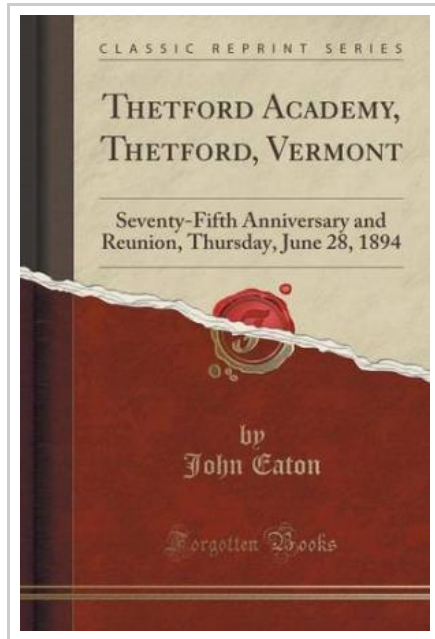 CLASSIC REPRINT SERIES
THETFORD ACADEMY,
THETFORD, VERMONT
Seventy-Fifth Anniversary and
Reunion, Thursday, June 28, 1894
F
by
John Eaton
Forgotten Books